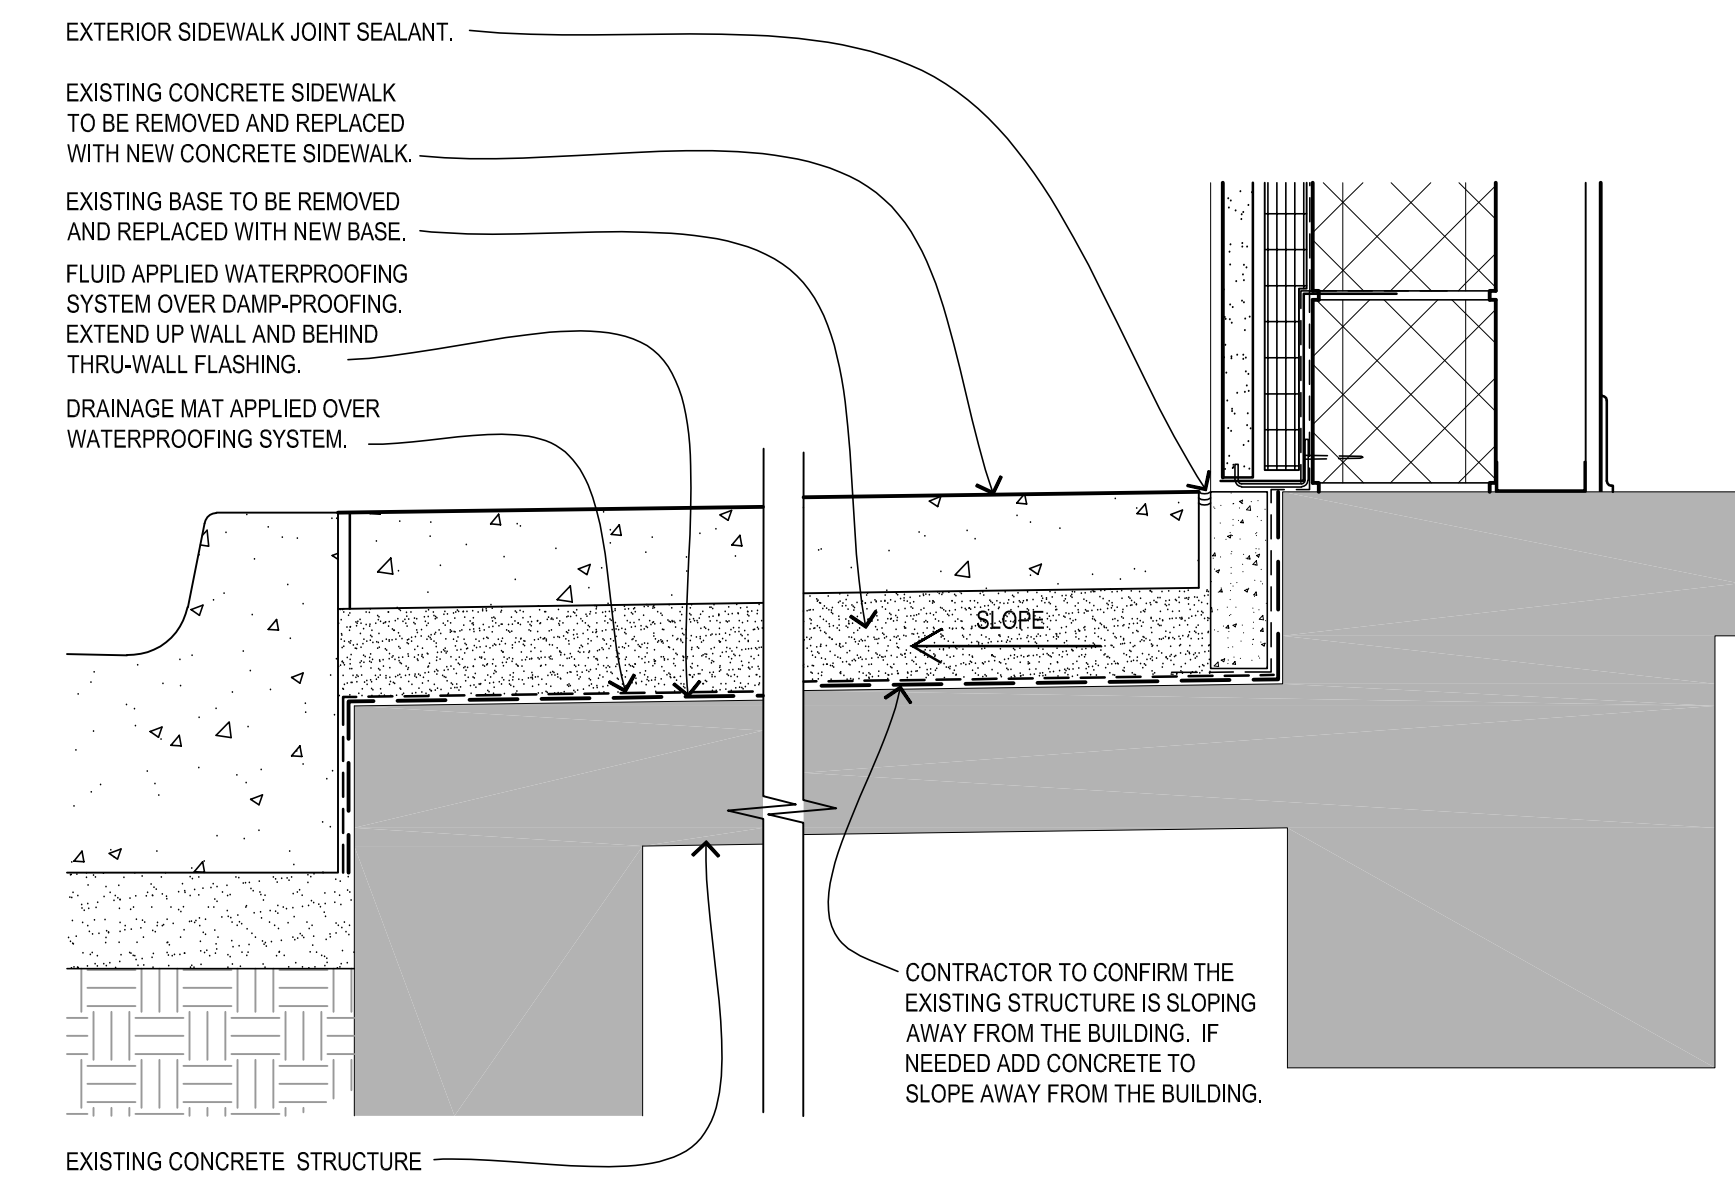 EXTERIOR SIDEWALK JOINT SEALANT.
EXISTING CONCRETE SIDEWALK
TO BE REMOVED AND REPLACED
WITH NEW CONCRETE SIDEWALK.
EXISTING BASE TO BE REMOVED
AND REPLACED WITH NEW BASE.
FLUID APPLIED WATERPROOFING
SYSTEM OVER DAMP-PROOFING.
EXTEND UP WALL AND BEHIND
THRU-WALL FLASHING.
DRAINAGE MAT APPLIED OVER
WATERPROOFING SYSTEM.
SLOPE
CONTRACTOR TO CONFIRM THE
EXISTING STRUCTURE IS SLOPING
AWAY FROM THE BUILDING. IF
NEEDED ADD CONCRETE TO
SLOPE AWAY FROM THE BUILDING.
EXISTING CONCRETE STRUCTURE